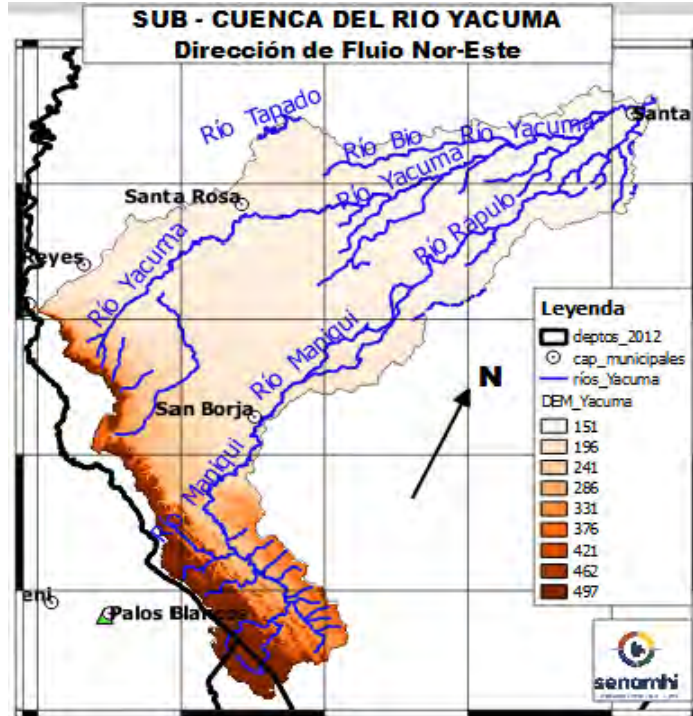 SUB - CUENCA DEL RIO YACUMA
Dirección de Fluio Nor-Este
Río Tapado
Río Bio
Río Yacuma
Santa
Río Yacuma
Santa Rosa
Río Rapulo
Reyes
Río Yacuma
Río Maniqui
San Borja
N
Río Maniqui
eni
Palos Blancos
Leyenda
deptos_2012
cap_municipales
ríos_Yacuma
DEM_Yacuma
151
196
241
286
331
376
421
462
497
senamhi